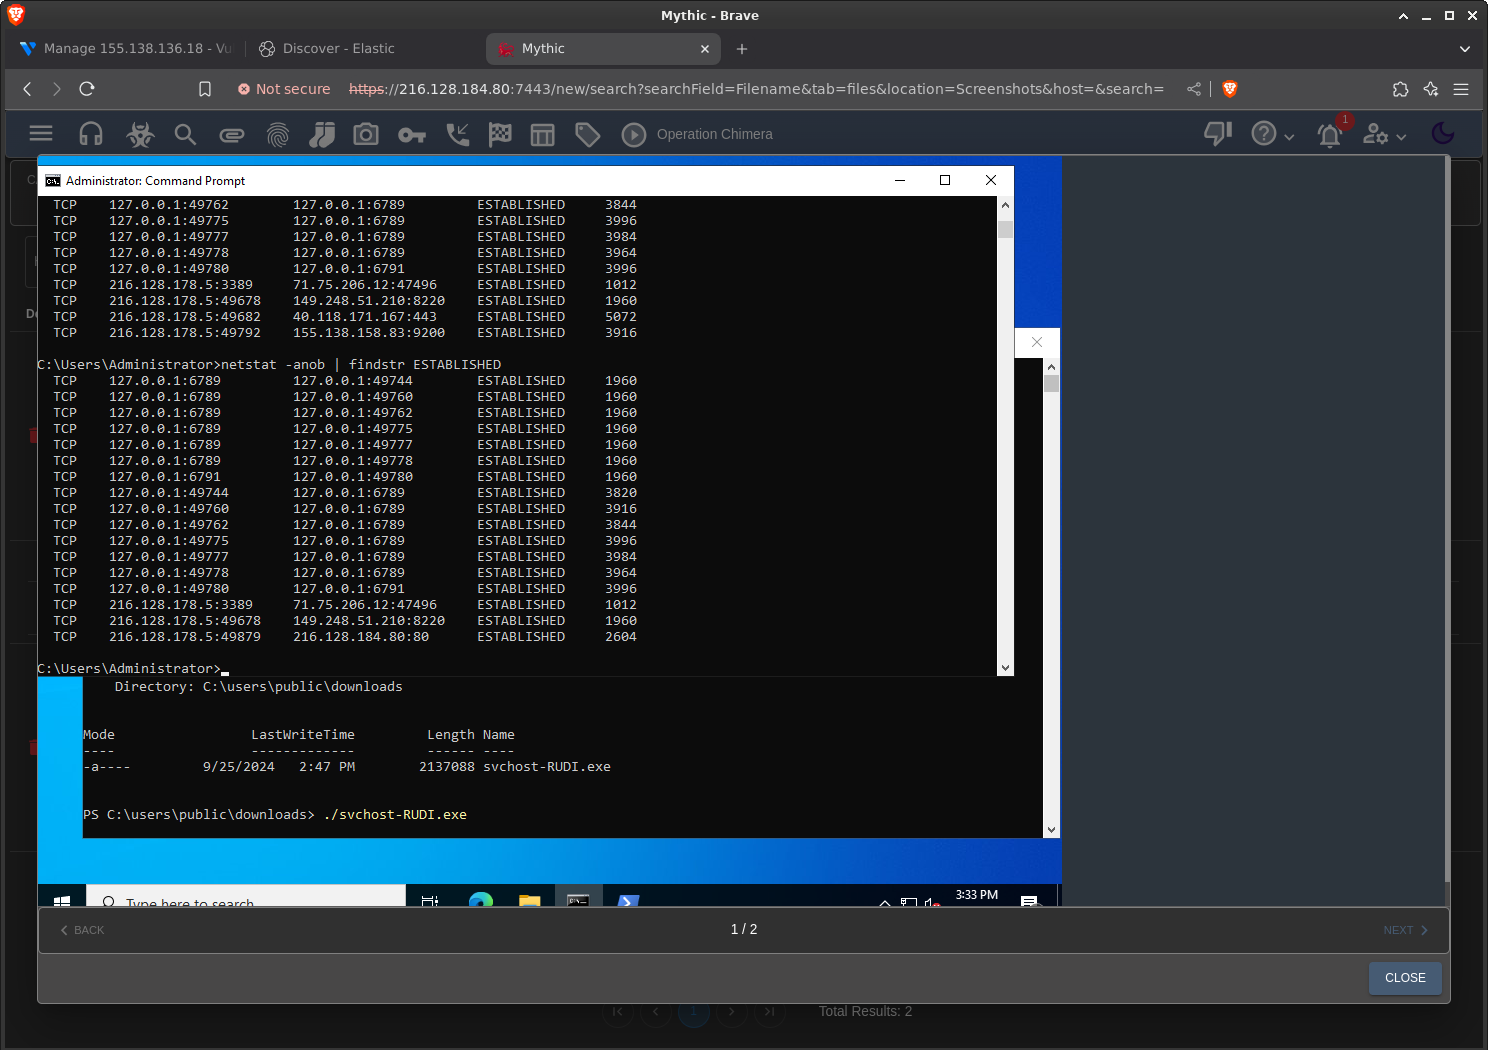 Mythic - Brave
Manage 155.138.136.18 - Vu
Discover - Elastic
Mythic
Not secure
https://216.128.184.80:7443/new/search?searchField=Filename&tab=files&location=Screenshots&host=&search=
Operation Chimera
1
Administrator: Command Prompt
TCP 127.0.0.1:49762 127.0.0.1:6789 ESTABLISHED 3844
TCP 127.0.0.1:49775 127.0.0.1:6789 ESTABLISHED 3996
TCP 127.0.0.1:49777 127.0.0.1:6789 ESTABLISHED 3984
TCP 127.0.0.1:49778 127.0.0.1:6789 ESTABLISHED 3964
TCP 127.0.0.1:49780 127.0.0.1:6791 ESTABLISHED 3996
TCP 216.128.178.5:3389 71.75.206.12:47496 ESTABLISHED 1012
TCP 216.128.178.5:49678 149.248.51.210:8220 ESTABLISHED 1960
TCP 216.128.178.5:49682 40.118.171.167:443 ESTABLISHED 5072
TCP 216.128.178.5:49792 155.138.158.83:9200 ESTABLISHED 3916
C:\Users\Administrator>netstat -anob | findstr ESTABLISHED
TCP 127.0.0.1:6789 127.0.0.1:49744 ESTABLISHED 1960
TCP 127.0.0.1:6789 127.0.0.1:49760 ESTABLISHED 1960
TCP 127.0.0.1:6789 127.0.0.1:49762 ESTABLISHED 1960
TCP 127.0.0.1:6789 127.0.0.1:49775 ESTABLISHED 1960
TCP 127.0.0.1:6789 127.0.0.1:49777 ESTABLISHED 1960
TCP 127.0.0.1:6789 127.0.0.1:49778 ESTABLISHED 1960
TCP 127.0.0.1:6791 127.0.0.1:49780 ESTABLISHED 1960
TCP 127.0.0.1:49744 127.0.0.1:6789 ESTABLISHED 3820
TCP 127.0.0.1:49760 127.0.0.1:6789 ESTABLISHED 3916
TCP 127.0.0.1:49762 127.0.0.1:6789 ESTABLISHED 3844
TCP 127.0.0.1:49775 127.0.0.1:6789 ESTABLISHED 3996
TCP 127.0.0.1:49777 127.0.0.1:6789 ESTABLISHED 3984
TCP 127.0.0.1:49778 127.0.0.1:6789 ESTABLISHED 3964
TCP 127.0.0.1:49780 127.0.0.1:6791 ESTABLISHED 3996
TCP 216.128.178.5:3389 71.75.206.12:47496 ESTABLISHED 1012
TCP 216.128.178.5:49678 149.248.51.210:8220 ESTABLISHED 1960
TCP 216.128.178.5:49879 216.128.184.80:80 ESTABLISHED 2604
C:\Users\Administrator>
Directory: C:\users\public\downloads
Mode LastWriteTime Length Name
---- ------------- ------ ----
-a---- 9/25/2024 2:47 PM 2137088 svchost-RUDI.exe
PS C:\users\public\downloads> ./svchost-RUDI.exe
Type here to search
3:33 PM
BACK
1 / 2
NEXT
CLOSE
1
Total Results: 2